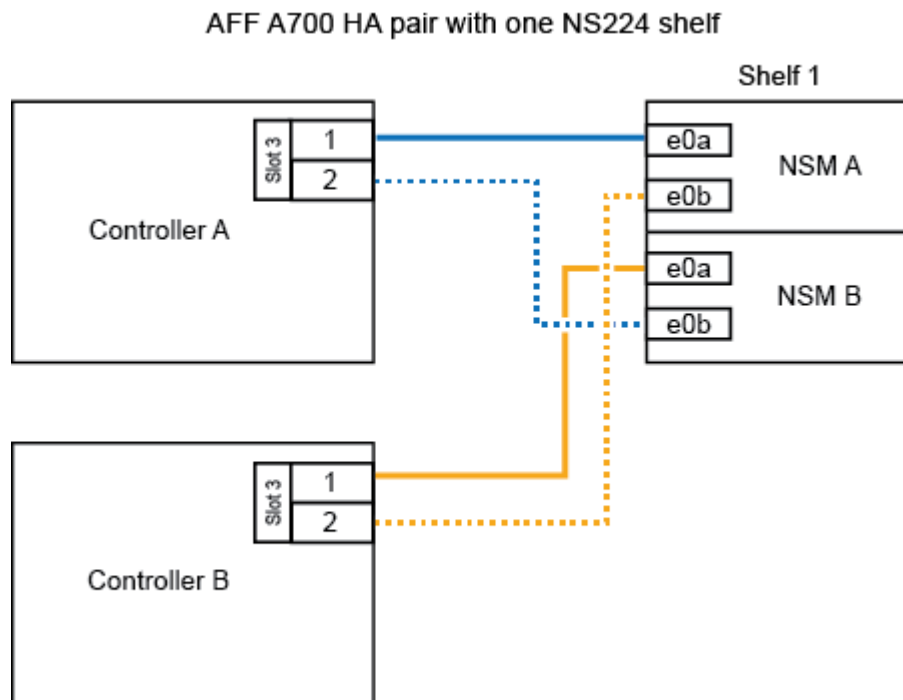 AFF A700 HA pair with one NS224 shelf
Shelf 1
Slot 3
1
2
Controller A
e0a
e0b
NSM A
e0a
e0b
NSM B
Slot 3
1
2
Controller B